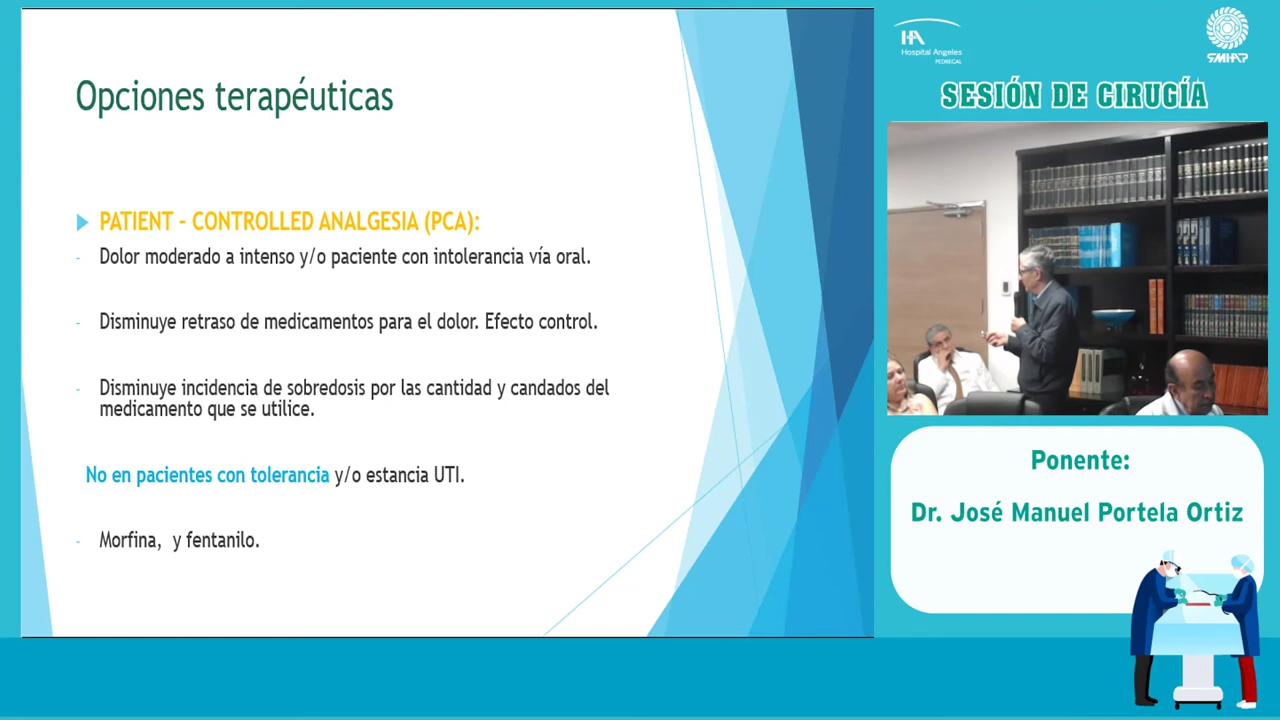 Opciones terapéuticas
PATIENT - CONTROLLED ANALGESIA (PCA):
- Dolor moderado a intenso y/o paciente con intolerancia vía oral.
- Disminuye retraso de medicamentos para el dolor. Efecto control.
- Disminuye incidencia de sobredosis por las cantidad y candados del
medicamento que se utilice.
No en pacientes con tolerancia y/o estancia UTI.
- Morfina, y fentanilo.
HA
Hospital Angeles
PEDREGAL
SMHAP
SESIÓN DE CIRUGÍA
Ponente:
Dr. José Manuel Portela Ortiz